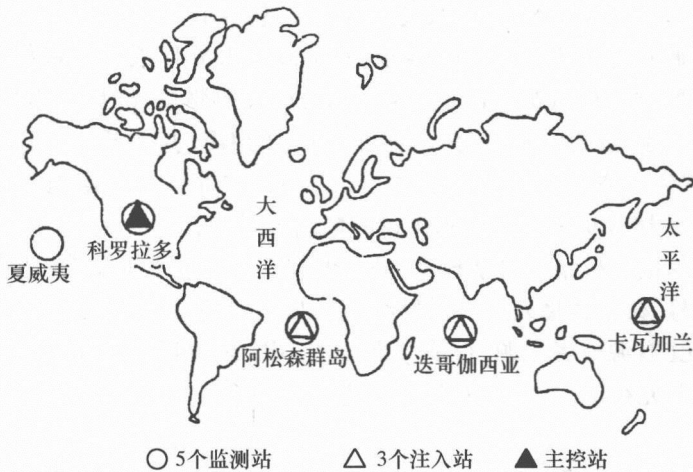 大西洋
太平洋
科罗拉多
夏威夷
阿松森群岛
迭哥伽西亚
卡瓦加兰
5个监测站
3个注入站
主控站